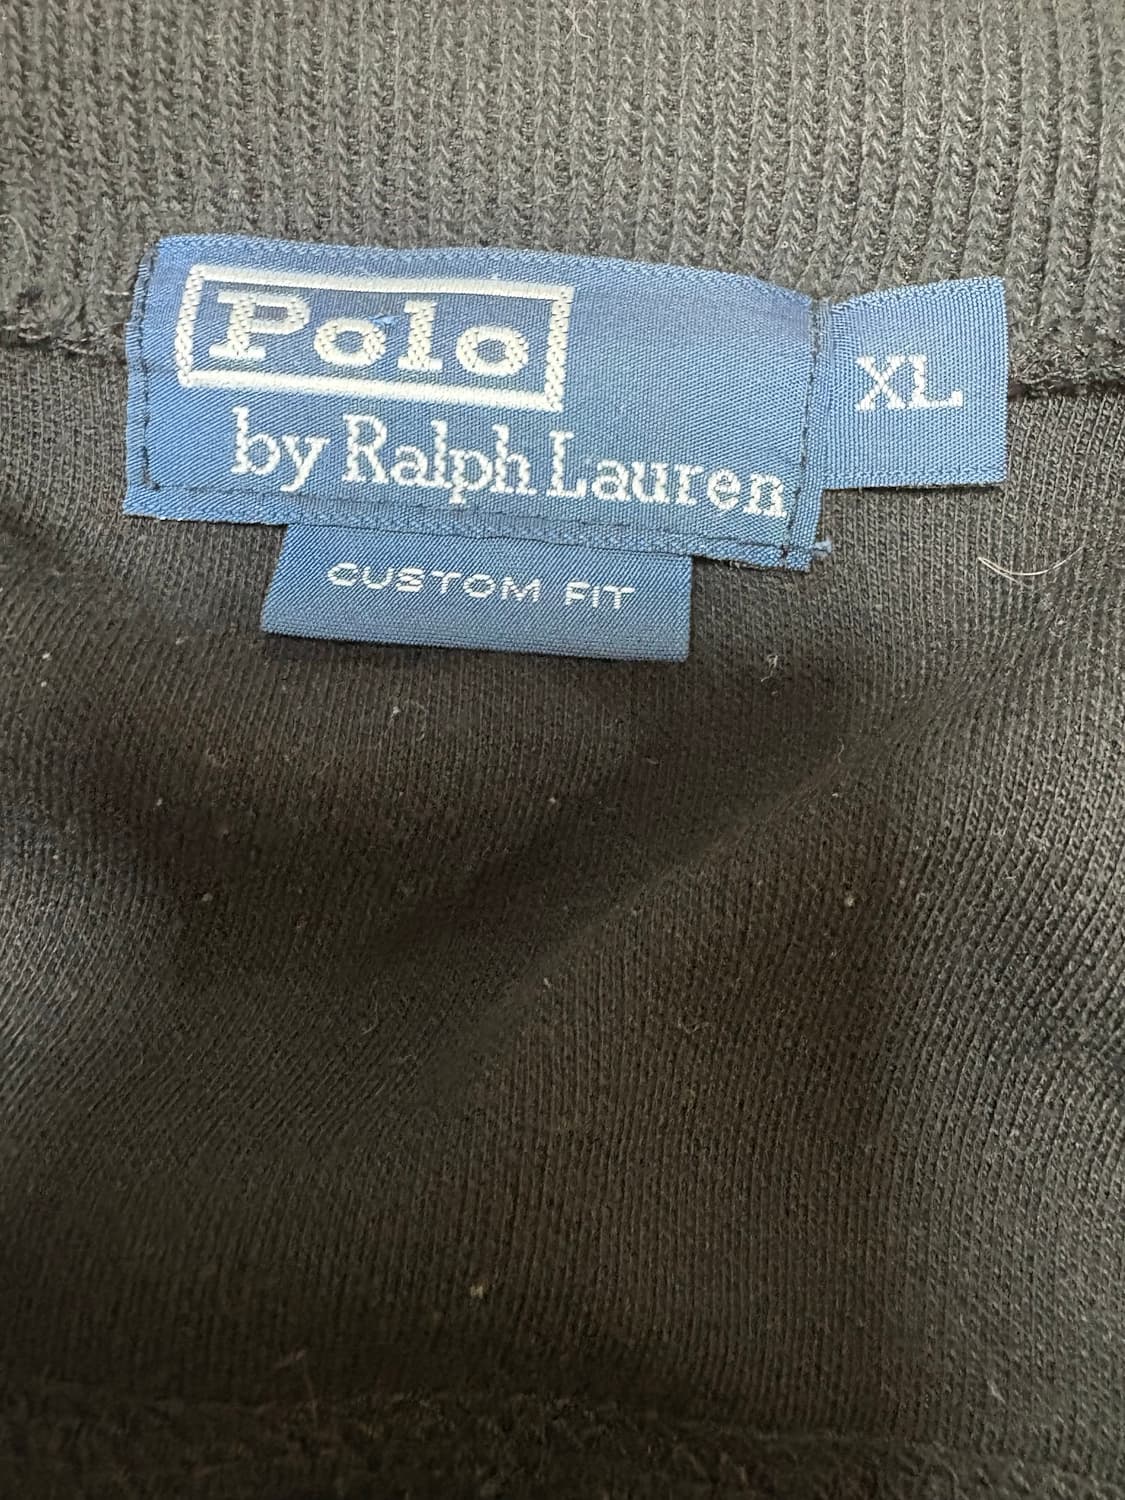 Polo
by Ralph Lauren
XL
CUSTOM FIT